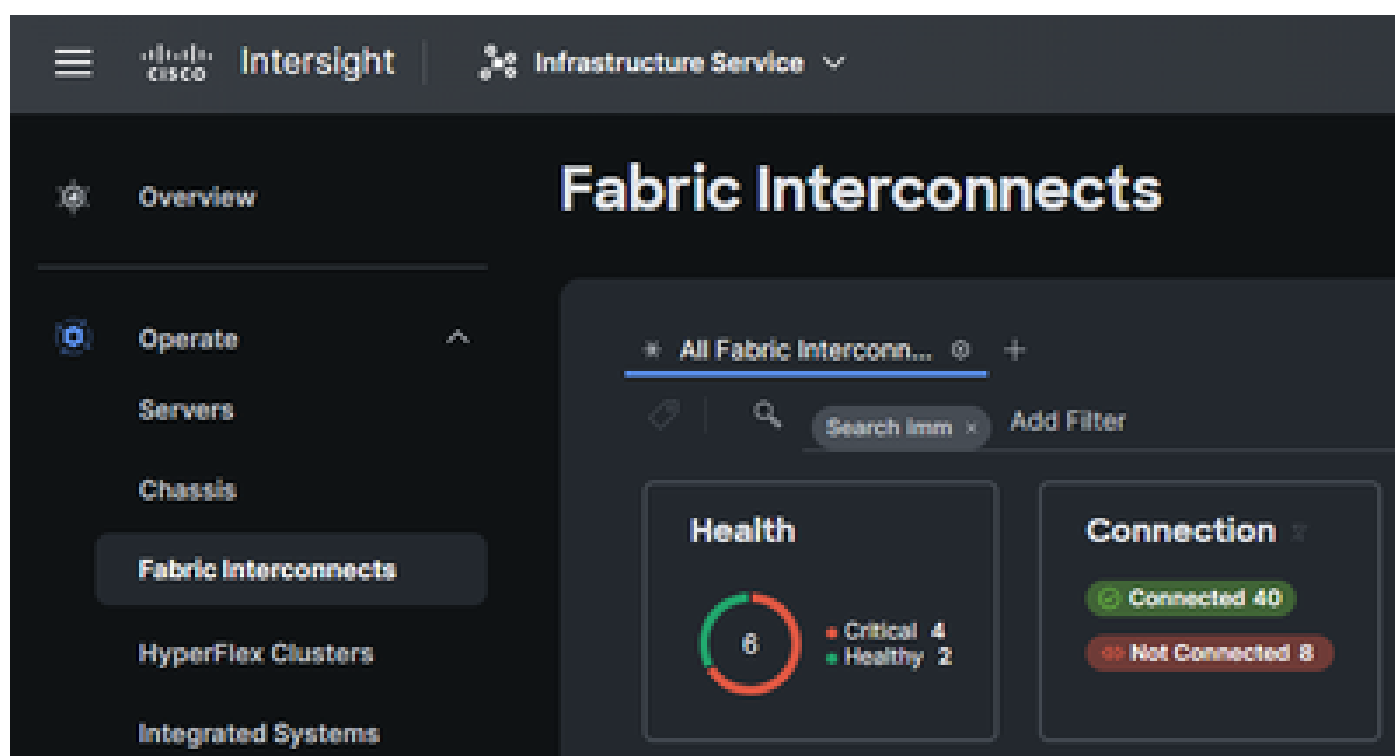 CISCO Intersight Infrastructure Service
Overview
Fabric Interconnects
Operate
All Fabric Interconn...
Servers
Search imm × Add Filter
Chassis
Health
Connection
Fabric Interconnects
6
Critical 4
Healthy 2
Connected 40
Not Connected 8
HyperFlex Clusters
Integrated Systems